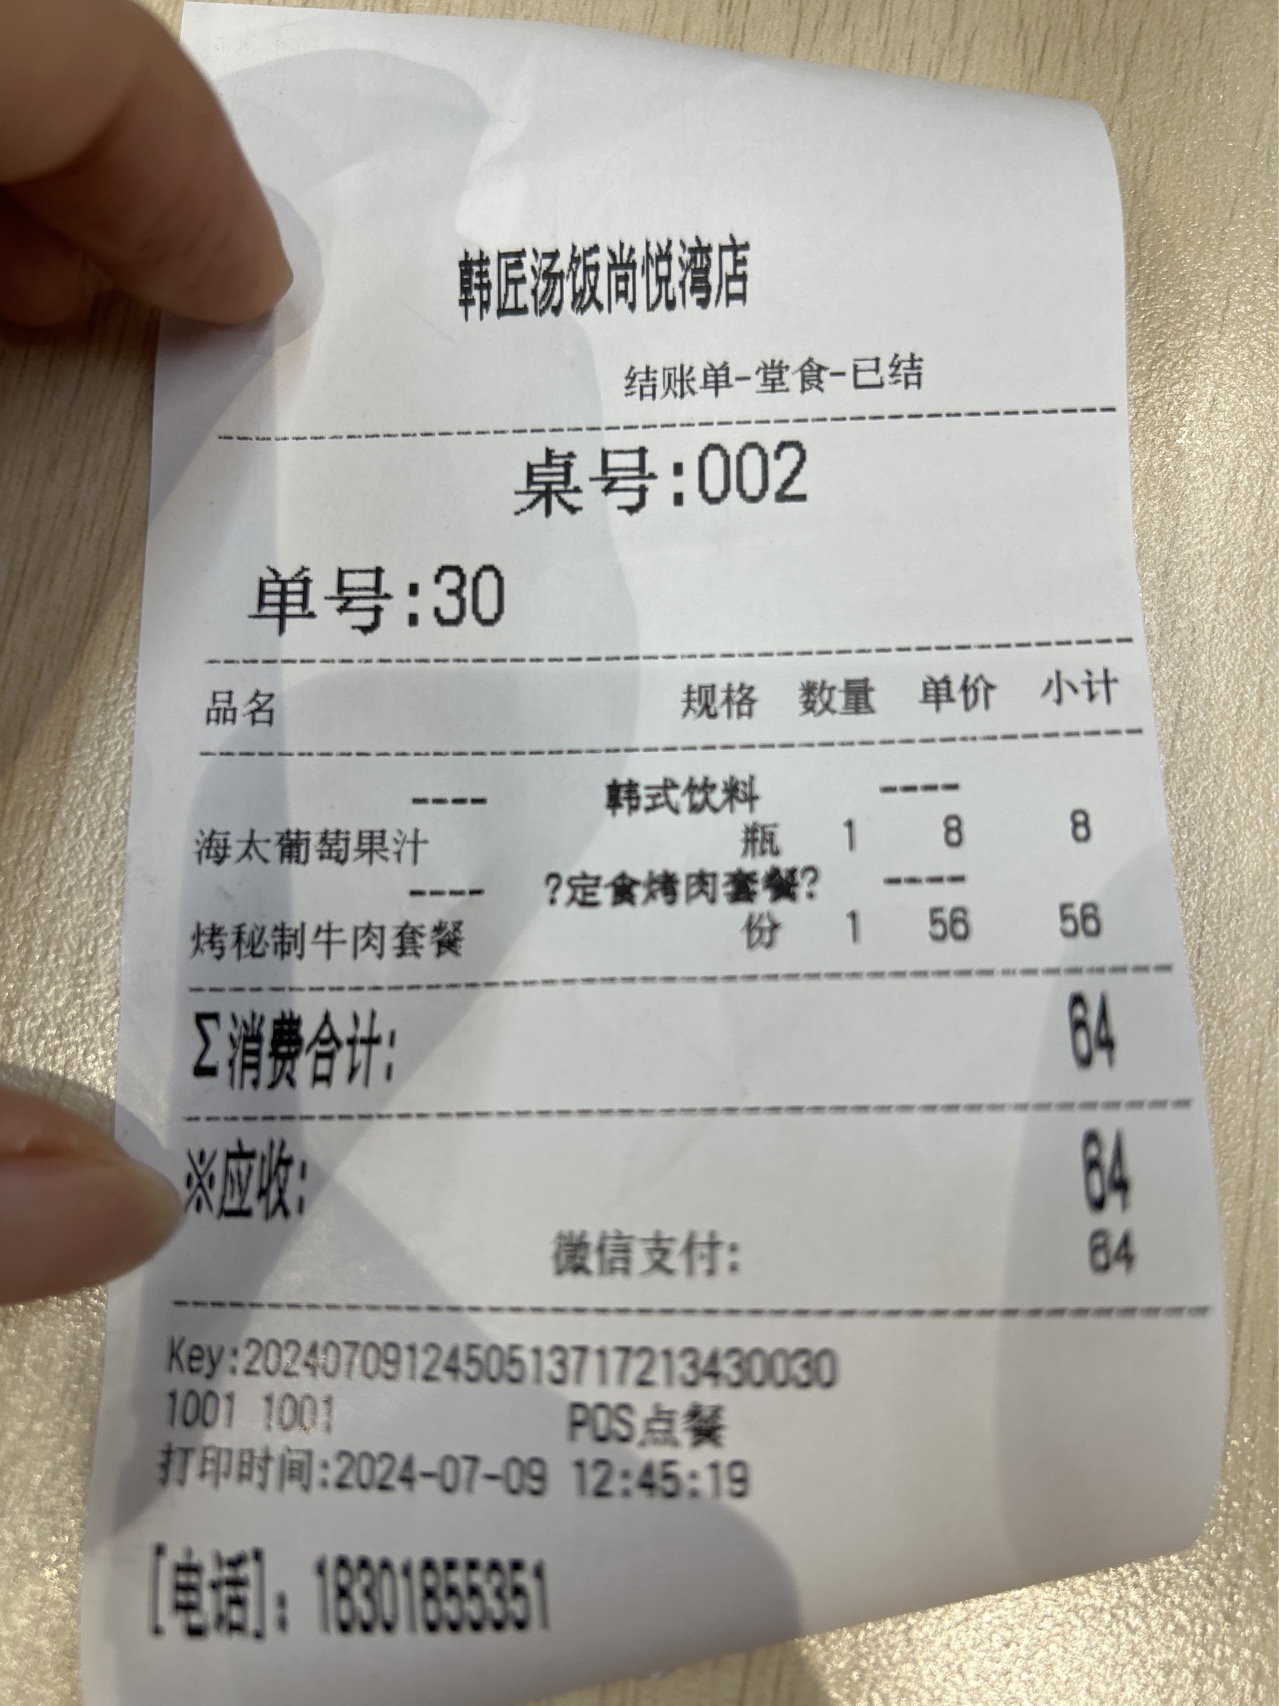 韩匠汤饭尚悦湾店
结账单-堂食-已结
桌号:002
单号:30
品名 规格 数量 单价 小计
---- 韩式饮料 ----
海太葡萄果汁 瓶 1 8 8
---- ?定食烤肉套餐? ----
烤秘制牛肉套餐 份 1 56 56
Σ消费合计: 64
※应收: 64
微信支付: 64
Key:2024070912450513717213430030
1001 1001 POS点餐
打印时间:2024-07-09 12:45:19
[电话]: 18301855351